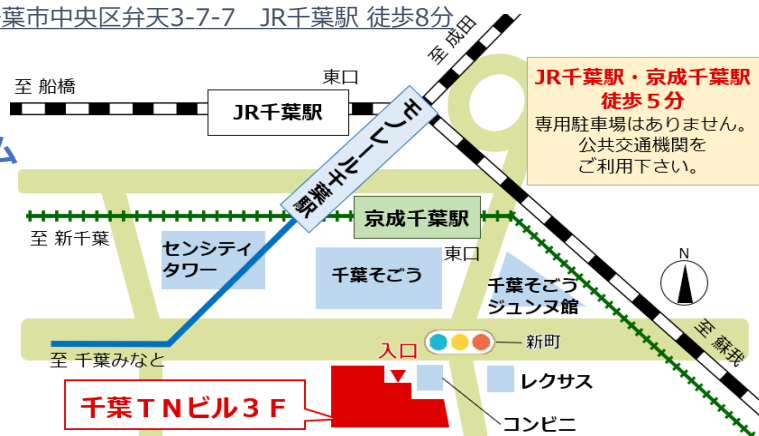 葉市中央区弁天3-7-7 JR千葉駅 徒歩8分
至 成田
至 船橋
東口
JR千葉駅・京成千葉駅
徒歩５分
専用駐車場はありません。
公共交通機関を
ご利用下さい。
JR千葉駅
モノレール千葉駅
ム
京成千葉駅
至 新千葉
東口
センシティ
タワー
千葉そごう
千葉そごう
ジュンヌ館
N
至 蘇我
新町
至 千葉みなと
入口
レクサス
千葉ＴＮビル３Ｆ
コンビニ